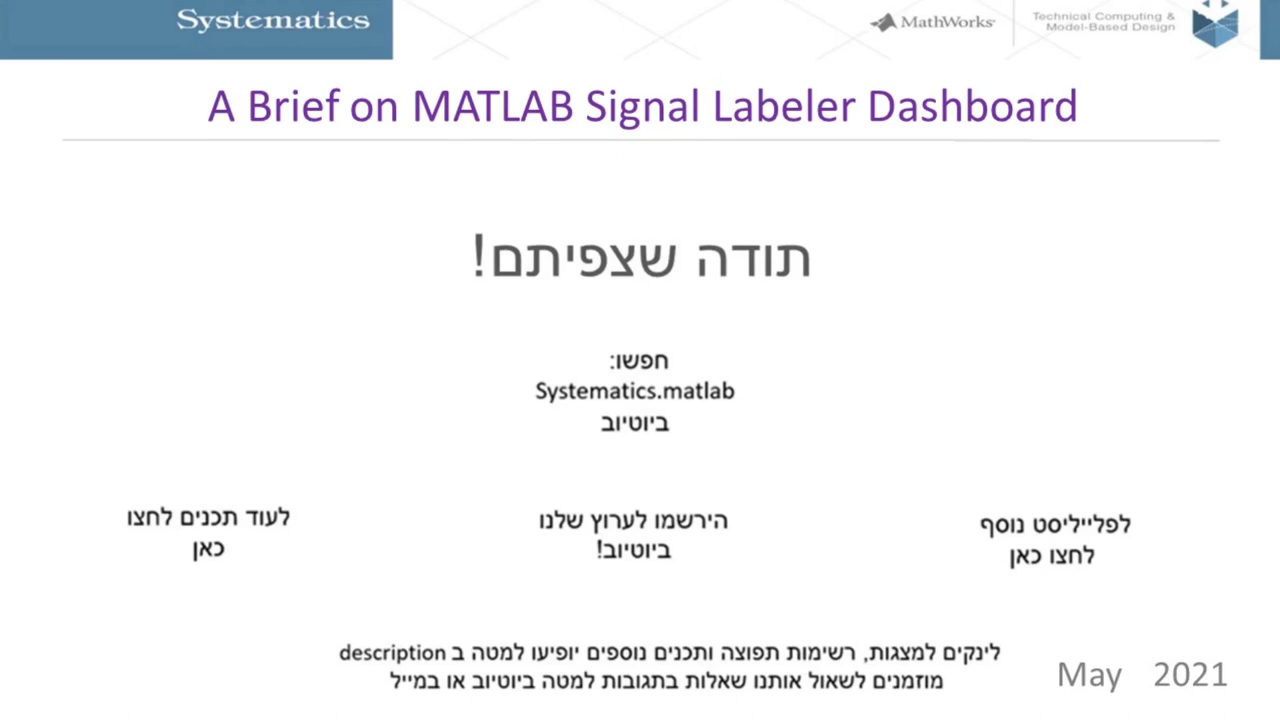 Systematics
MathWorks
Technical Computing &
Model-Based Design
A Brief on MATLAB Signal Labeler Dashboard
תודה שצפיתם!
חפשו:
Systematics.matlab
ביוטיוב
לפלייליסט נוסף
לחצו כאן
הירשמו לערוץ שלנו
ביוטיוב!
לעוד תכנים לחצו
כאן
לינקים למצגות, רשימות תפוצה ותכנים נוספים יופיעו למטה ב description
מוזמנים לשאול אותנו שאלות בתגובות למטה ביוטיוב או במייל
May 2021